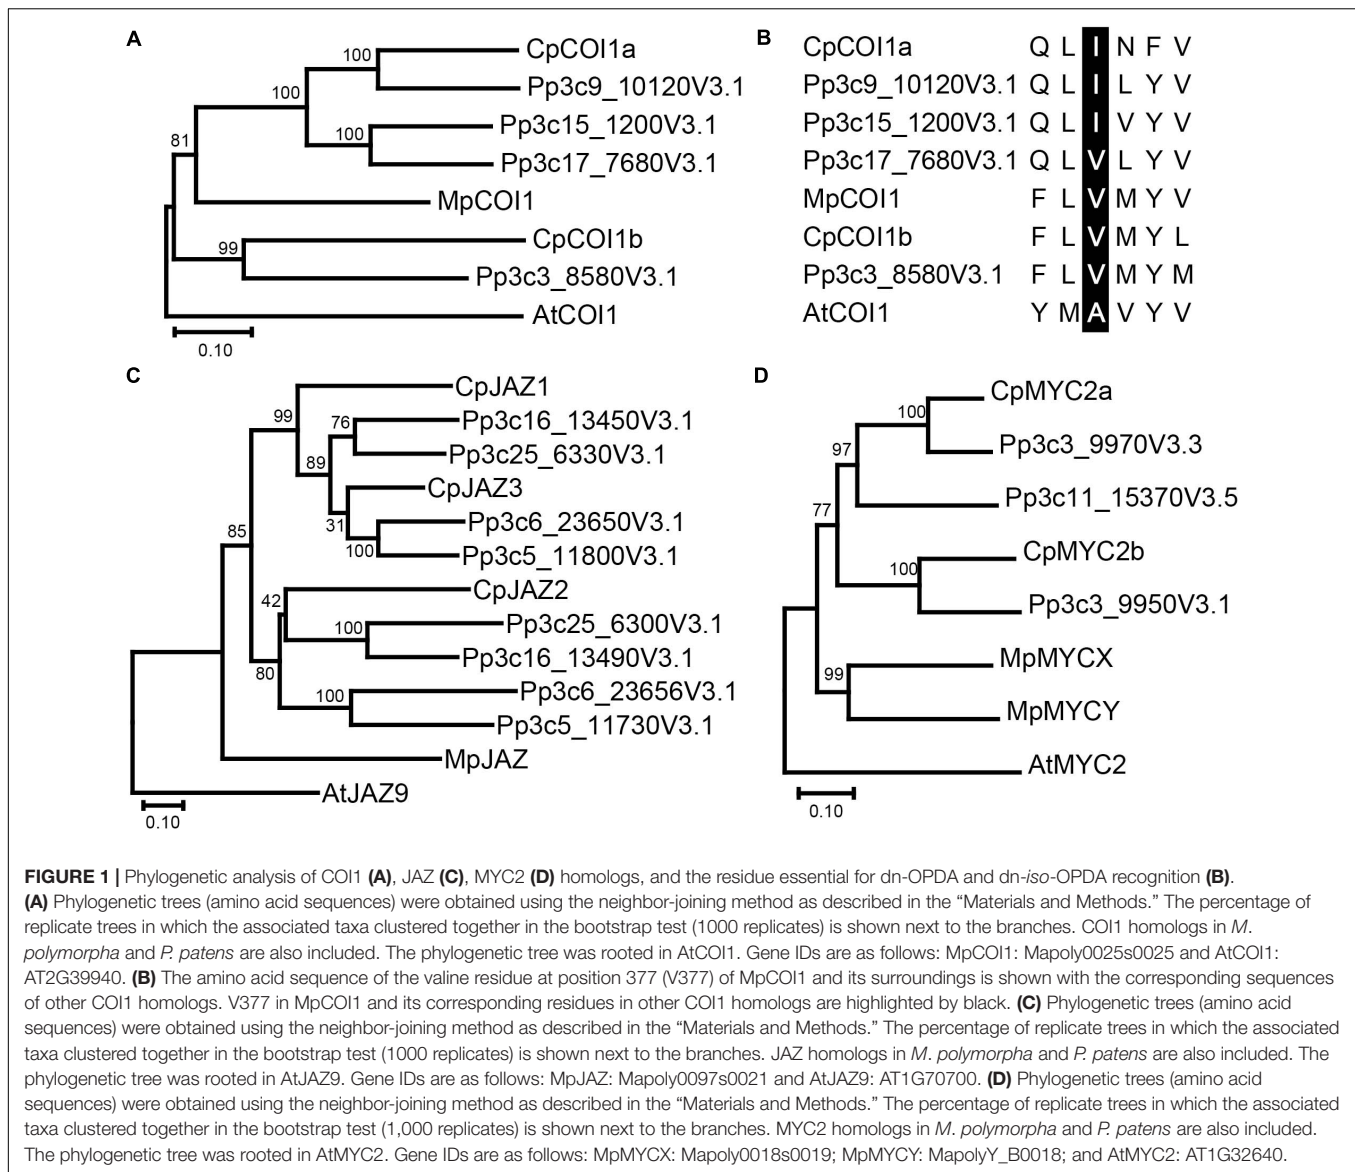 A
CpCOI1a
Pp3c9_10120V3.1
Pp3c15_1200V3.1
Pp3c17_7680V3.1
MpCOI1
CpCOI1b
Pp3c3_8580V3.1
AtCOI1
100
100
100
81
99
0.10
B
CpCOI1a Q L I N F V
Pp3c9_10120V3.1 Q L I L Y V
Pp3c15_1200V3.1 Q L I V Y V
Pp3c17_7680V3.1 Q L V L Y V
MpCOI1 F L V M Y V
CpCOI1b F L V M Y L
Pp3c3_8580V3.1 F L V M Y M
AtCOI1 Y M A V Y V
C
CpJAZ1
Pp3c16_13450V3.1
Pp3c25_6330V3.1
CpJAZ3
Pp3c6_23650V3.1
Pp3c5_11800V3.1
CpJAZ2
Pp3c25_6300V3.1
Pp3c16_13490V3.1
Pp3c6_23656V3.1
Pp3c5_11730V3.1
MpJAZ
AtJAZ9
99
76
89
31
100
85
42
100
80
100
0.10
D
CpMYC2a
Pp3c3_9970V3.3
Pp3c11_15370V3.5
CpMYC2b
Pp3c3_9950V3.1
MpMYCX
MpMYCY
AtMYC2
100
97
77
100
99
0.10
FIGURE 1 | Phylogenetic analysis of COI1 (A), JAZ (C), MYC2 (D) homologs, and the residue essential for dn-OPDA and dn-iso-OPDA recognition (B).
(A) Phylogenetic trees (amino acid sequences) were obtained using the neighbor-joining method as described in the “Materials and Methods.” The percentage of
replicate trees in which the associated taxa clustered together in the bootstrap test (1000 replicates) is shown next to the branches. COI1 homologs in M.
polymorpha and P. patens are also included. The phylogenetic tree was rooted in AtCOI1. Gene IDs are as follows: MpCOI1: Mapoly0025s0025 and AtCOI1:
AT2G39940. (B) The amino acid sequence of the valine residue at position 377 (V377) of MpCOI1 and its surroundings is shown with the corresponding sequences
of other COI1 homologs. V377 in MpCOI1 and its corresponding residues in other COI1 homologs are highlighted by black. (C) Phylogenetic trees (amino acid
sequences) were obtained using the neighbor-joining method as described in the “Materials and Methods.” The percentage of replicate trees in which the associated
taxa clustered together in the bootstrap test (1000 replicates) is shown next to the branches. JAZ homologs in M. polymorpha and P. patens are also included. The
phylogenetic tree was rooted in AtJAZ9. Gene IDs are as follows: MpJAZ: Mapoly0097s0021 and AtJAZ9: AT1G70700. (D) Phylogenetic trees (amino acid
sequences) were obtained using the neighbor-joining method as described in the “Materials and Methods.” The percentage of replicate trees in which the associated
taxa clustered together in the bootstrap test (1,000 replicates) is shown next to the branches. MYC2 homologs in M. polymorpha and P. patens are also included.
The phylogenetic tree was rooted in AtMYC2. Gene IDs are as follows: MpMYCX: Mapoly0018s0019; MpMYCY: MapolyY_B0018; and AtMYC2: AT1G32640.